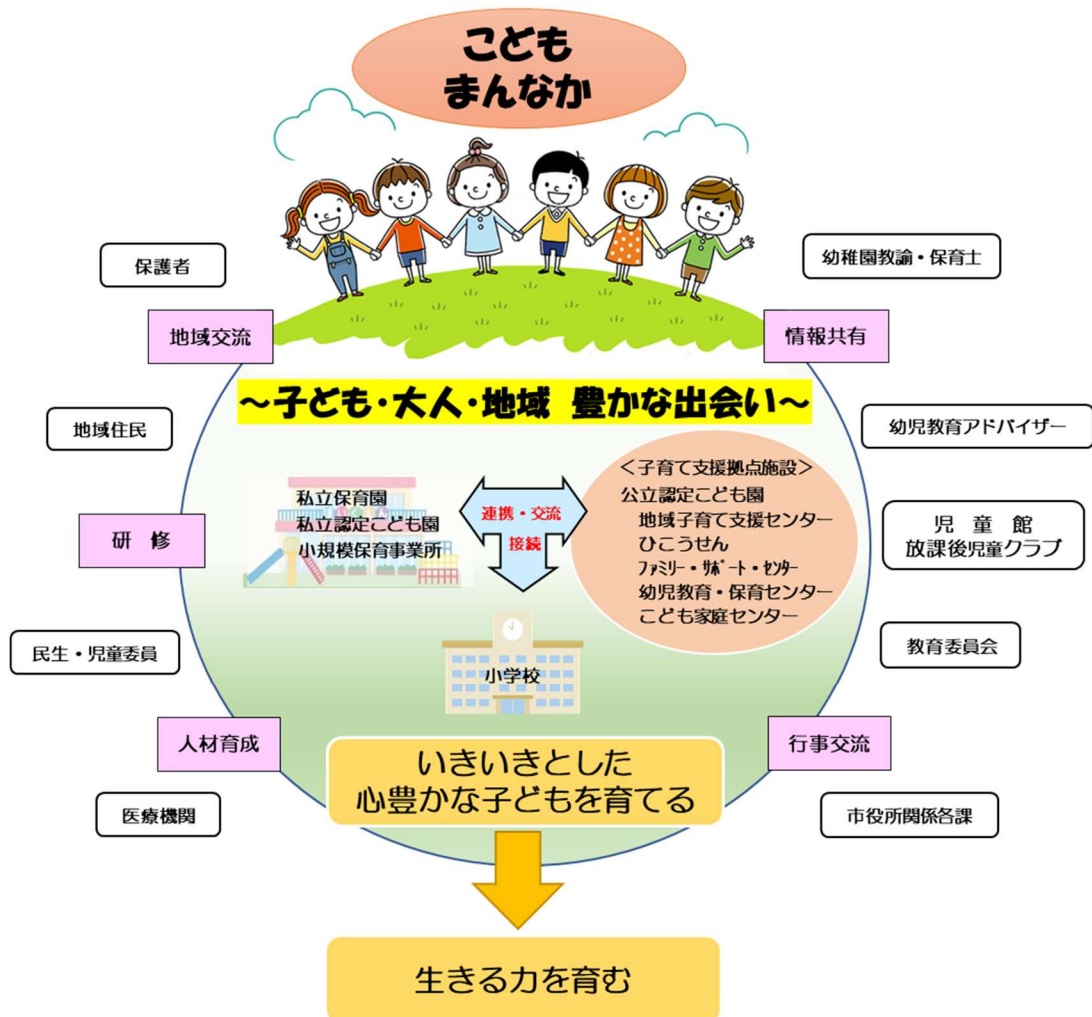 こども
まんなか
保護者
幼稚園教諭・保育士
地域交流
情報共有
～子ども・大人・地域 豊かな出会い～
地域住民
幼児教育アドバイザー
私立保育園
私立認定こども園
小規模保育事業所
連携・交流
接続
＜子育て支援拠点施設＞
公立認定こども園
地域子育て支援センター
ひこうせん
ﾌｧﾐﾘｰ・ｻﾎﾟｰﾄ・ｾﾝﾀｰ
幼児教育・保育センター
こども家庭センター
研 修
児 童 館
放課後児童クラブ
民生・児童委員
小学校
教育委員会
人材育成
行事交流
いきいきとした
心豊かな子どもを育てる
医療機関
市役所関係各課
生きる力を育む